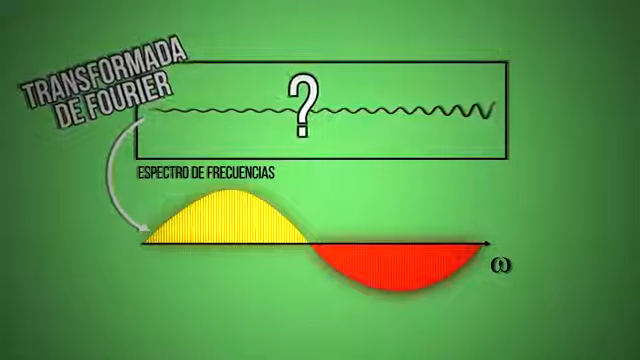 TRANSFORMADA
DE FOURIER
?
ESPECTRO DE FRECUENCIAS
ω